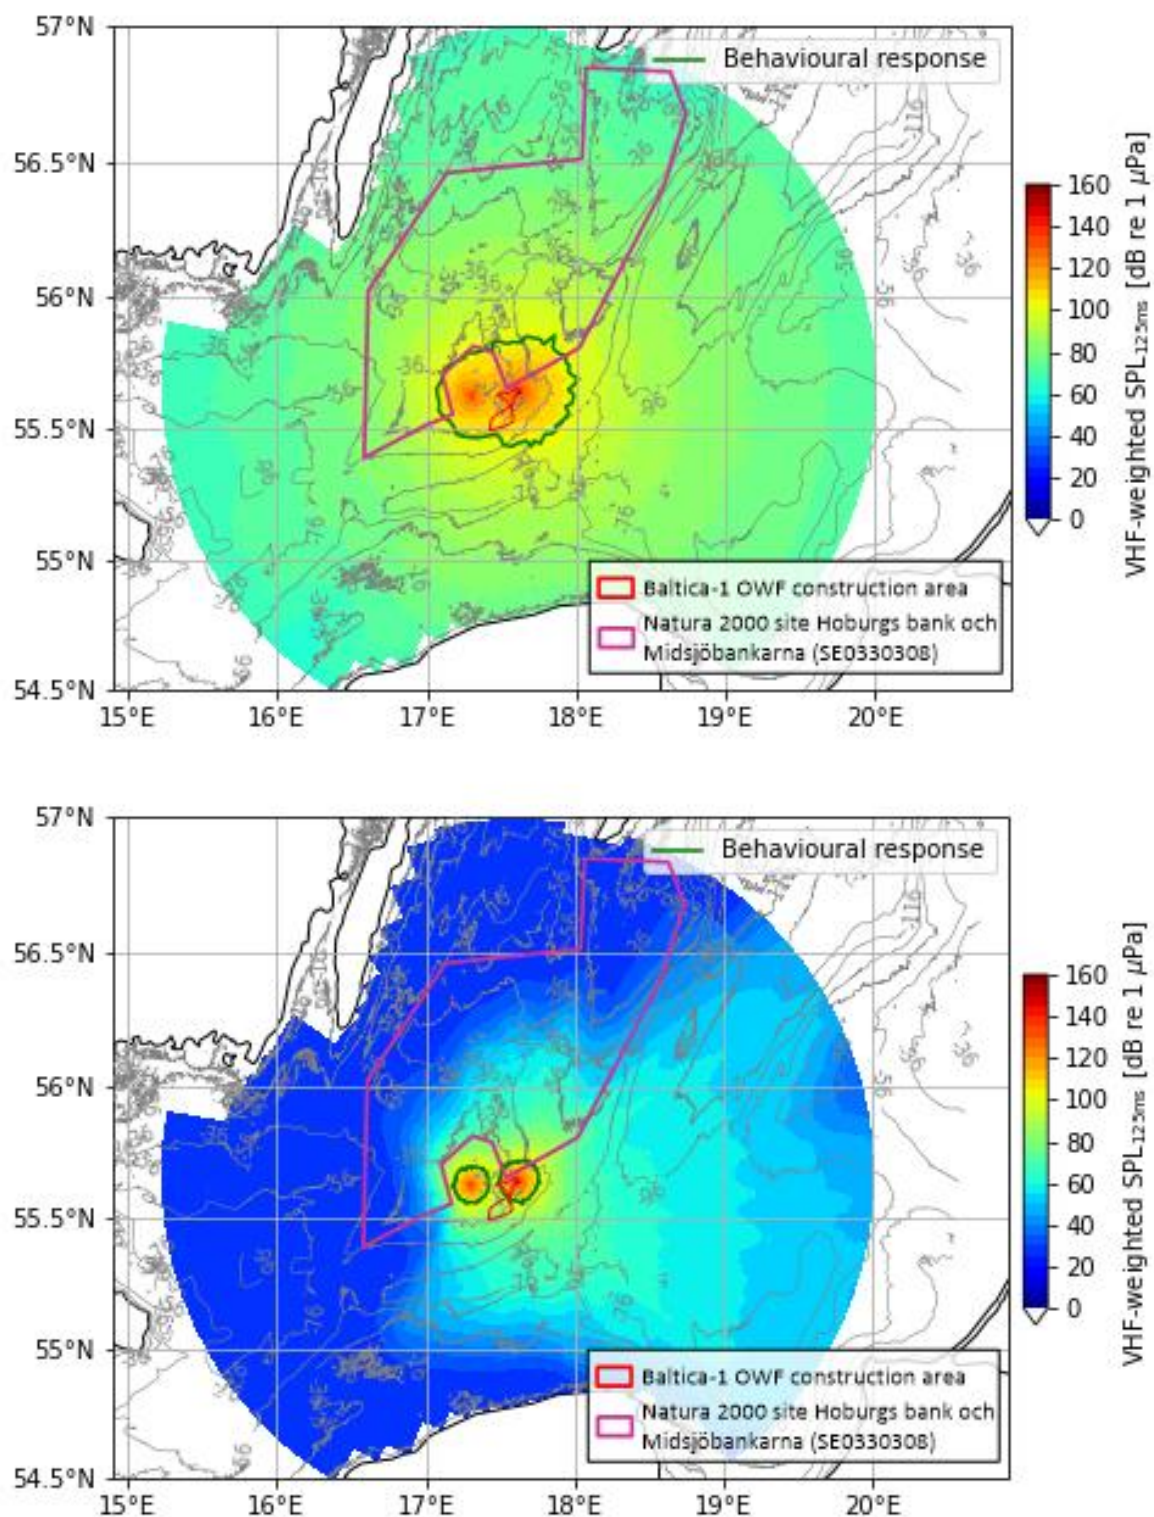 57°N
Behavioural response
56.5°N
56°N
55.5°N
55°N
54.5°N
15°E 16°E 17°E 18°E 19°E 20°E
160
140
120
100
80
60
40
20
0
VHF-weighted SPL125ms [dB re 1 μPa]
Baltica-1 OWF construction area
Natura 2000 site Hoburgs bank och
Midsjöbankarna (SE0330308)
57°N
Behavioural response
56.5°N
56°N
55.5°N
55°N
54.5°N
15°E 16°E 17°E 18°E 19°E 20°E
160
140
120
100
80
60
40
20
0
VHF-weighted SPL125ms [dB re 1 μPa]
Baltica-1 OWF construction area
Natura 2000 site Hoburgs bank och
Midsjöbankarna (SE0330308)